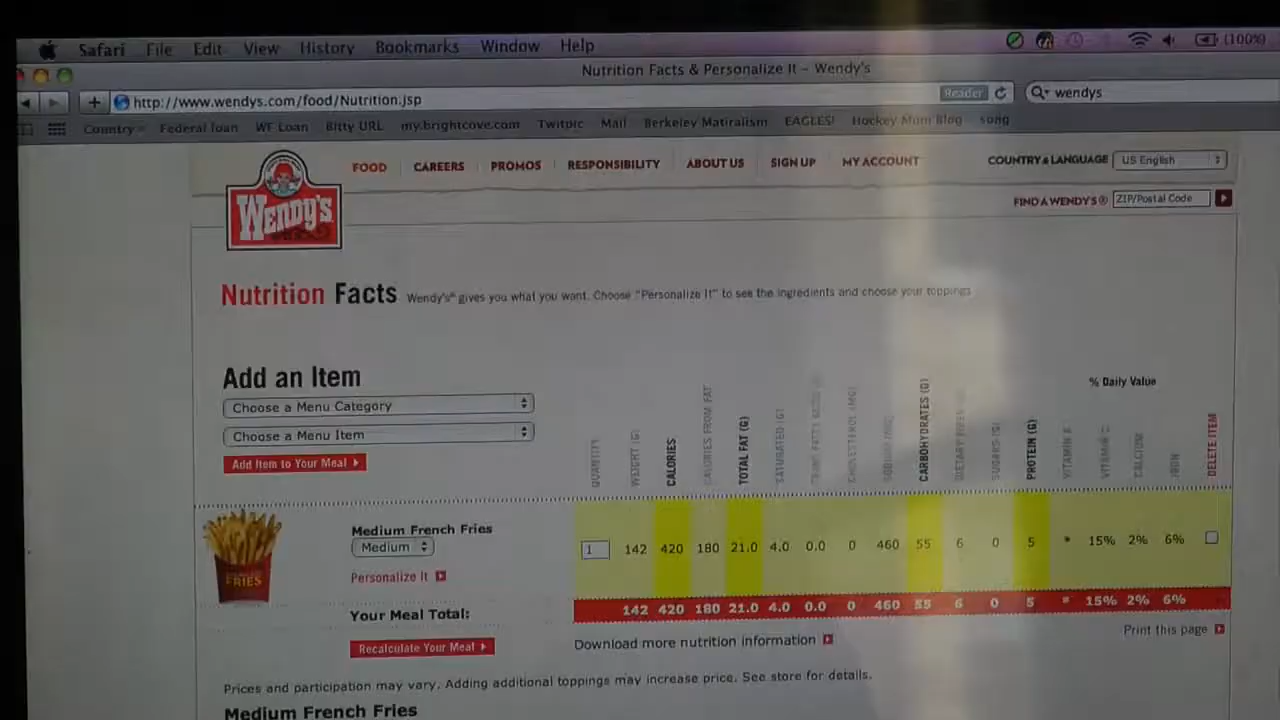 Safari File Edit View History Bookmarks Window Help (100%)
Nutrition Facts & Personalize It – Wendy's
http://www.wendys.com/food/Nutrition.jsp Reader wendys
Country Federal loan WF Loan Bitty URL my.brightcove.com Twitpic Mail Berkeley Matiralism EAGLES! Hockey Mum Blog song
FOOD CAREERS PROMOS RESPONSIBILITY ABOUT US SIGN UP MY ACCOUNT COUNTRY & LANGUAGE US English
FIND A WENDY'S® ZIP/Postal Code
WENDY'S
Nutrition Facts Wendy's® gives you what you want. Choose "Personalize It" to see the ingredients and choose your toppings
Add an Item
% Daily Value
Choose a Menu Category
Choose a Menu Item
Add Item to Your Meal
QUANTITY WEIGHT (G) CALORIES CALORIES FROM FAT TOTAL FAT (G) SATURATED (G) CHOLESTEROL (MG) SODIUM (MG) CARBOHYDRATES (G) SUGARS (G) PROTEIN (G) VITAMIN C CALCIUM IRON DELETE ITEM
Medium French Fries
Medium
1 142 420 180 21.0 4.0 0.0 0 460 55 6 0 5 * 15% 2% 6%
FRIES
Personalize It
Your Meal Total:
142 420 180 21.0 4.0 0.0 0 460 55 6 0 5 * 15% 2% 6%
Recalculate Your Meal
Download more nutrition information
Print this page
Prices and participation may vary. Adding additional toppings may increase price. See store for details.
Medium French Fries